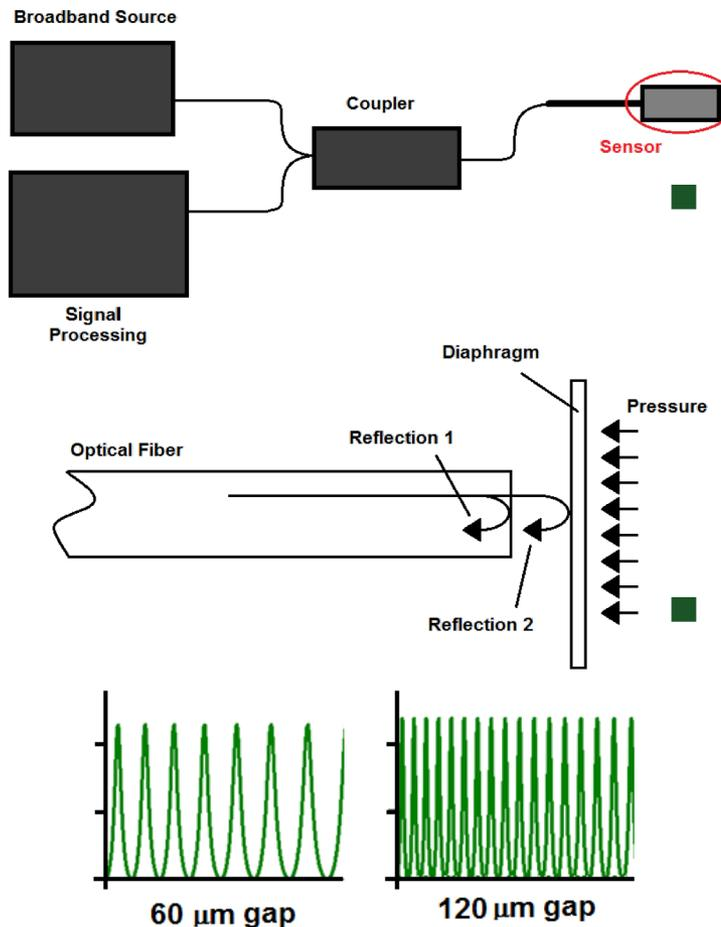 Broadband Source
Coupler
Sensor
Signal
Processing
Diaphragm
Pressure
Reflection 1
Optical Fiber
Reflection 2
60 μm gap
120 μm gap